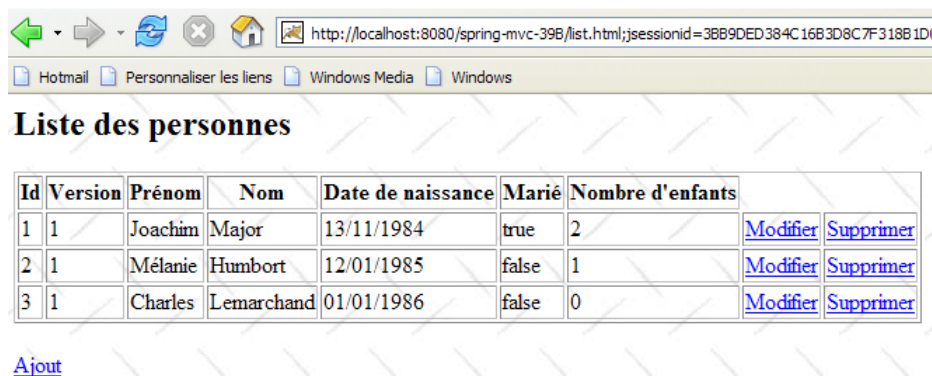 http://localhost:8080/spring-mvc-39B/list.html;jsessionid=3BB9DED384C16B3D8C7F318B1D
Hotmail Personnaliser les liens Windows Media Windows
Liste des personnes
Id Version Prénom Nom Date de naissance Marié Nombre d'enfants
1 1 Joachim Major 13/11/1984 true 2 Modifier Supprimer
2 1 Mélanie Humbort 12/01/1985 false 1 Modifier Supprimer
3 1 Charles Lemarchand 01/01/1986 false 0 Modifier Supprimer
Ajout